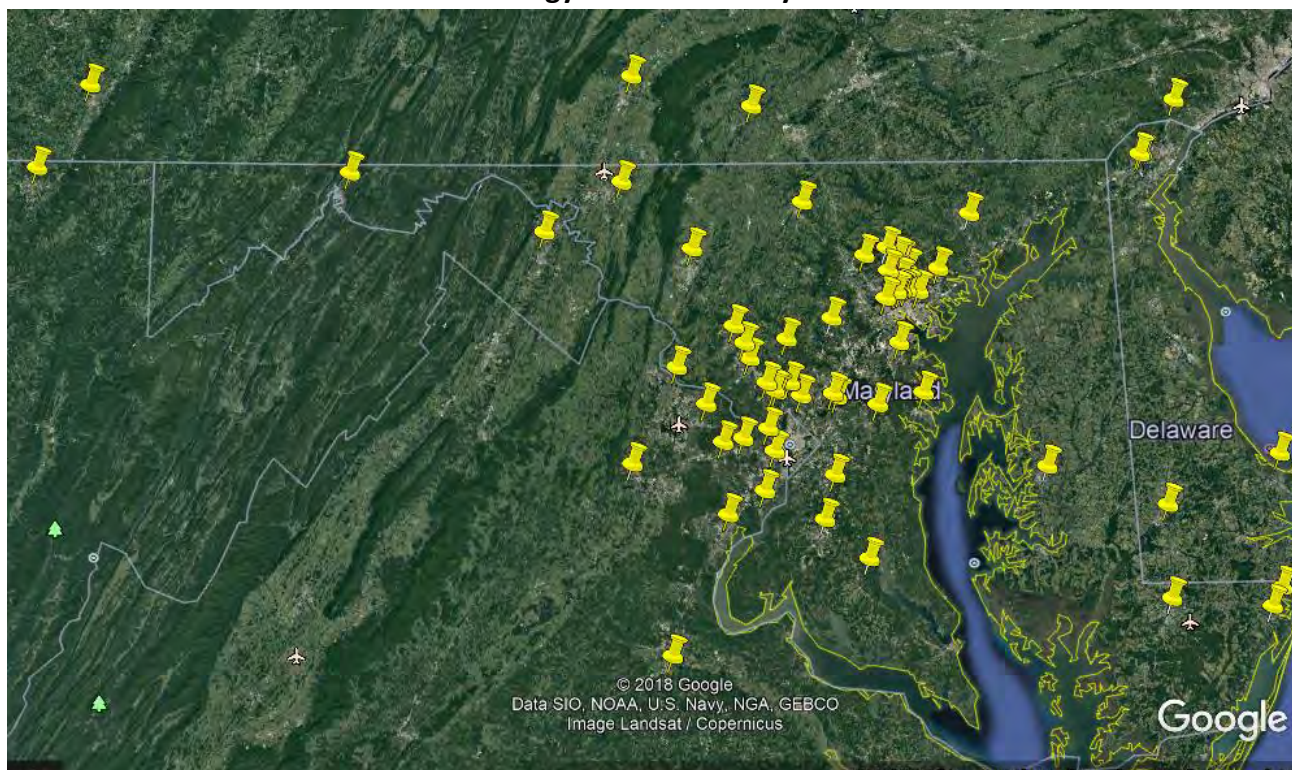 Maryland
Delaware
© 2018 Google
Data SIO, NOAA, U.S. Navy, NGA, GEBCO
Image Landsat / Copernicus
Google